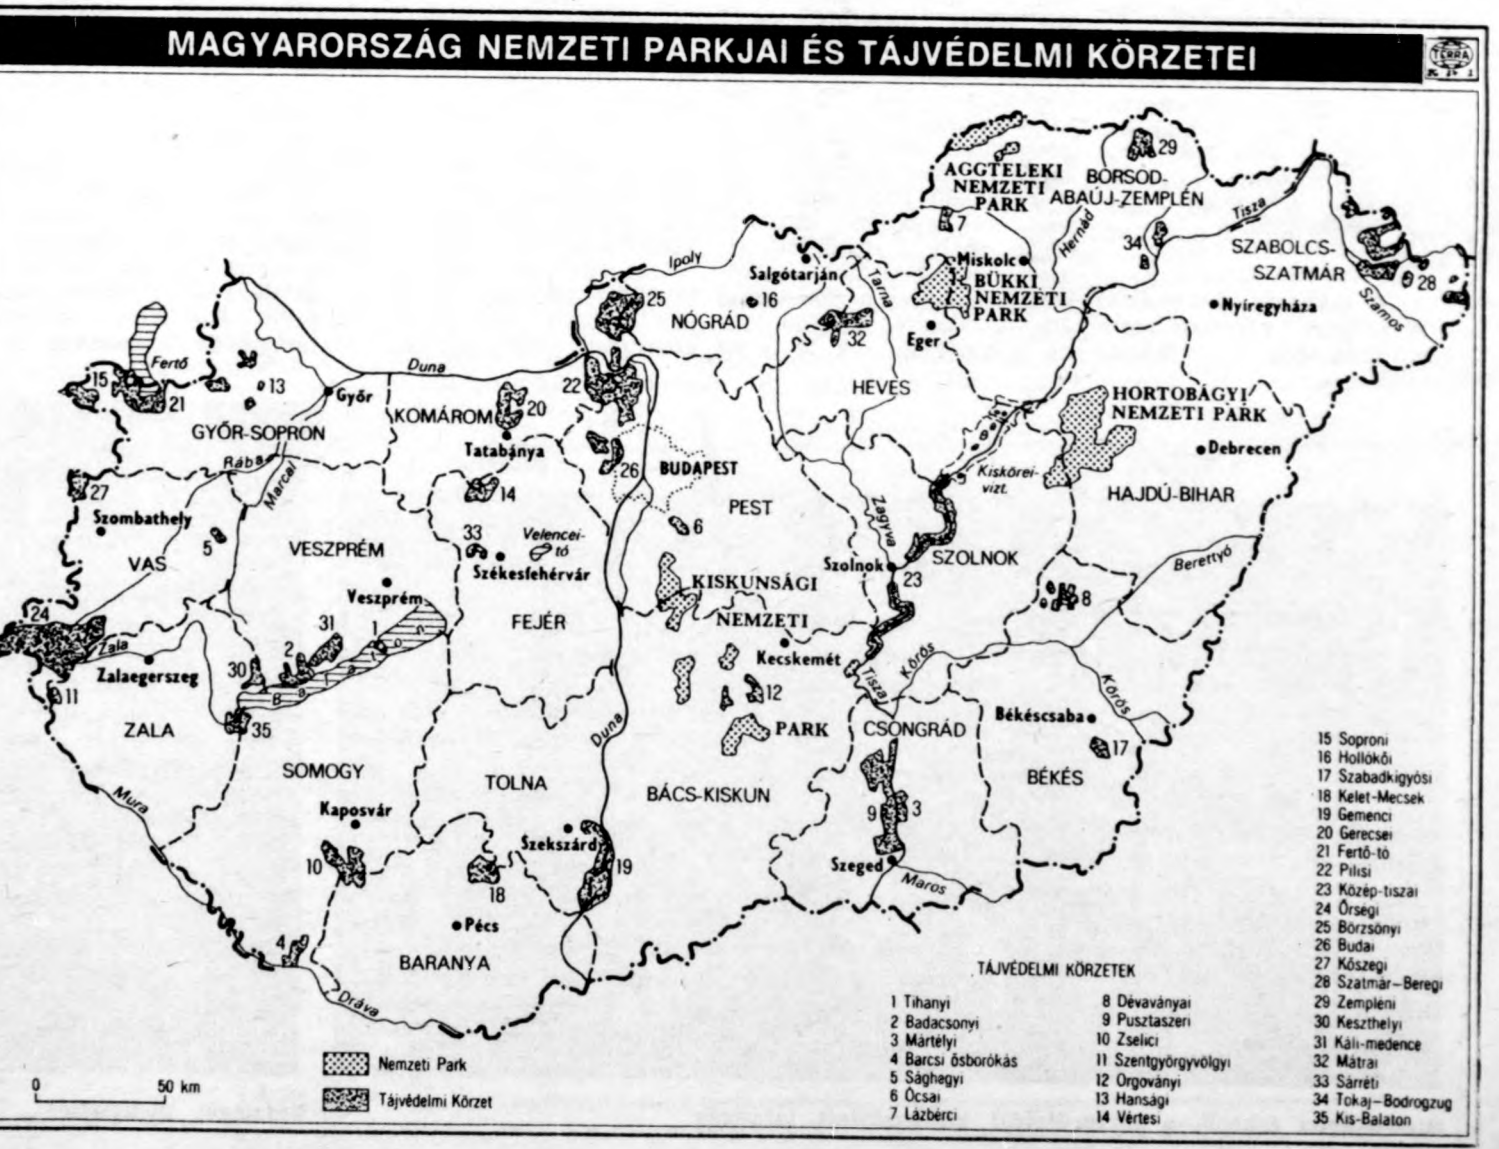 MAGYARORSZÁG NEMZETI PARKJAI ÉS TÁJVÉDELMI KÖRZETEI
TERRA
29
AGGTELEKI
NEMZETI
PARK
BORSOD-
ABAÚJ-ZEMPLÉN
7
Hernád
34
Tisza
SZABOLCS-
SZATMÁR
28
Szamos
Nyíregyháza
Ipoly
Salgótarján
16
NÓGRÁD
25
Tarna
32
Miskolc
BÜKKI
NEMZETI
PARK
Eger
HEVES
HORTOBÁGYI
NEMZETI PARK
Debrecen
HAJDÚ-BIHAR
Kiskörei-
vizt.
Fertő
15
21
13
Győr
GYŐR-SOPRON
Duna
KOMÁROM
20
Tatabánya
22
26
BUDAPEST
PEST
6
Rába
Marcal
27
Szombathely
5
VAS
VESZPRÉM
Veszprém
14
33
Velencei-
tó
Székesfehérvár
FEJÉR
Zagyva
Szolnok
23
SZOLNOK
Berettyó
8
KISKUNSÁGI
NEMZETI
PARK
Kecskemét
12
24
Zala
Zalaegerszeg
11
ZALA
30
2
31
1
Balaton
35
Tisza
Körös
Körös
CSONGRÁD
Békéscsaba
17
BÉKÉS
SOMOGY
Kaposvár
10
TOLNA
Duna
BÁCS-KISKUN
9
3
Szeged
Maros
Mura
Szekszárd
19
18
Pécs
BARANYA
4
Dráva
0
50 km
Nemzeti Park
Tájvédelmi Körzet
TÁJVÉDELMI KÖRZETEK
1 Tihanyi
2 Badacsonyi
3 Mártélyi
4 Barcsi ősborókás
5 Sághegyi
6 Ócsai
7 Lázbérci
8 Dévaványai
9 Pusztaszeri
10 Zselici
11 Szentgyörgyvölgyi
12 Orgoványi
13 Hansági
14 Vértesi
15 Soproni
16 Hollókői
17 Szabadkígyósi
18 Kelet-Mecsek
19 Gemenci
20 Gerecsei
21 Fertő-tó
22 Pilisi
23 Közép-tiszai
24 Őrségi
25 Börzsönyi
26 Budai
27 Kőszegi
28 Szatmár-Beregi
29 Zempléni
30 Keszthelyi
31 Káli-medence
32 Mátrai
33 Sárréti
34 Tokaj-Bodrogzug
35 Kis-Balaton